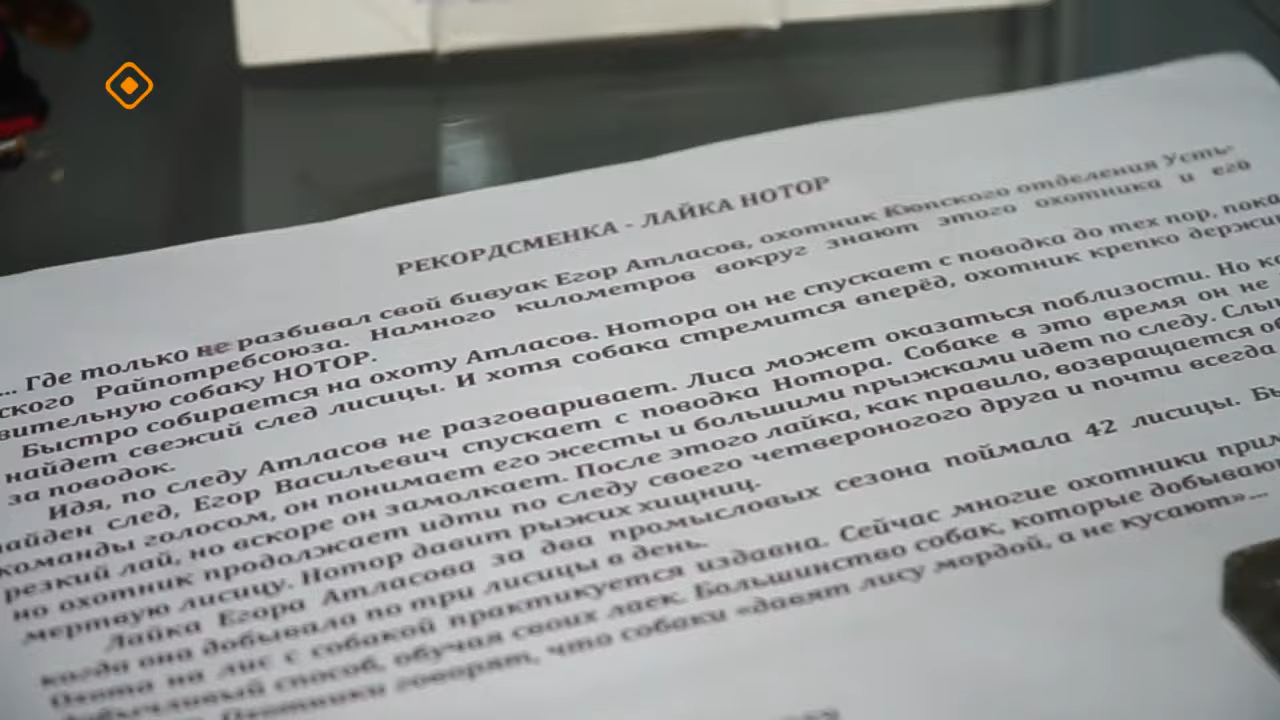 РЕКОРДСМЕНКА - ЛАЙКА НОТОР
... Где только не разбивал свой бивуак Егор Атласов, охотник Кюпского отделения Усть-
ского Райпотребсоюза. Намного километров вокруг знают этого охотника и его
вительную собаку НОТОР.
Быстро собирается на охоту Атласов. Нотора он не спускает с поводка до тех пор, пока
найдет свежий след лисицы. И хотя собака стремится вперёд, охотник крепко держи
за поводок.
Идя, по следу Атласов не разговаривает. Лиса может оказаться поблизости. Но ко
найден след, Егор Васильевич спускает с поводка Нотора. Собаке в это время он не
команды голосом, он понимает его жесты и большими прыжками идет по следу. Слы
резкий лай, но вскоре он замолкает. После этого лайка, как правило, возвращается об
но охотник продолжает идти по следу своего четвероногого друга и почти всегда
мертвую лисицу. Нотор давит рыжих хищниц.
Лайка Егора Атласова за два промысловых сезона поймала 42 лисицы. Бы
когда она добывала по три лисицы в день.
Охота на лис с собакой практикуется издавна. Сейчас многие охотники прим
добычливый способ, обучая своих лаек. Большинство собак, которые добывают
Охотники говорят, что собаки «давят лису мордой, а не кусают»...